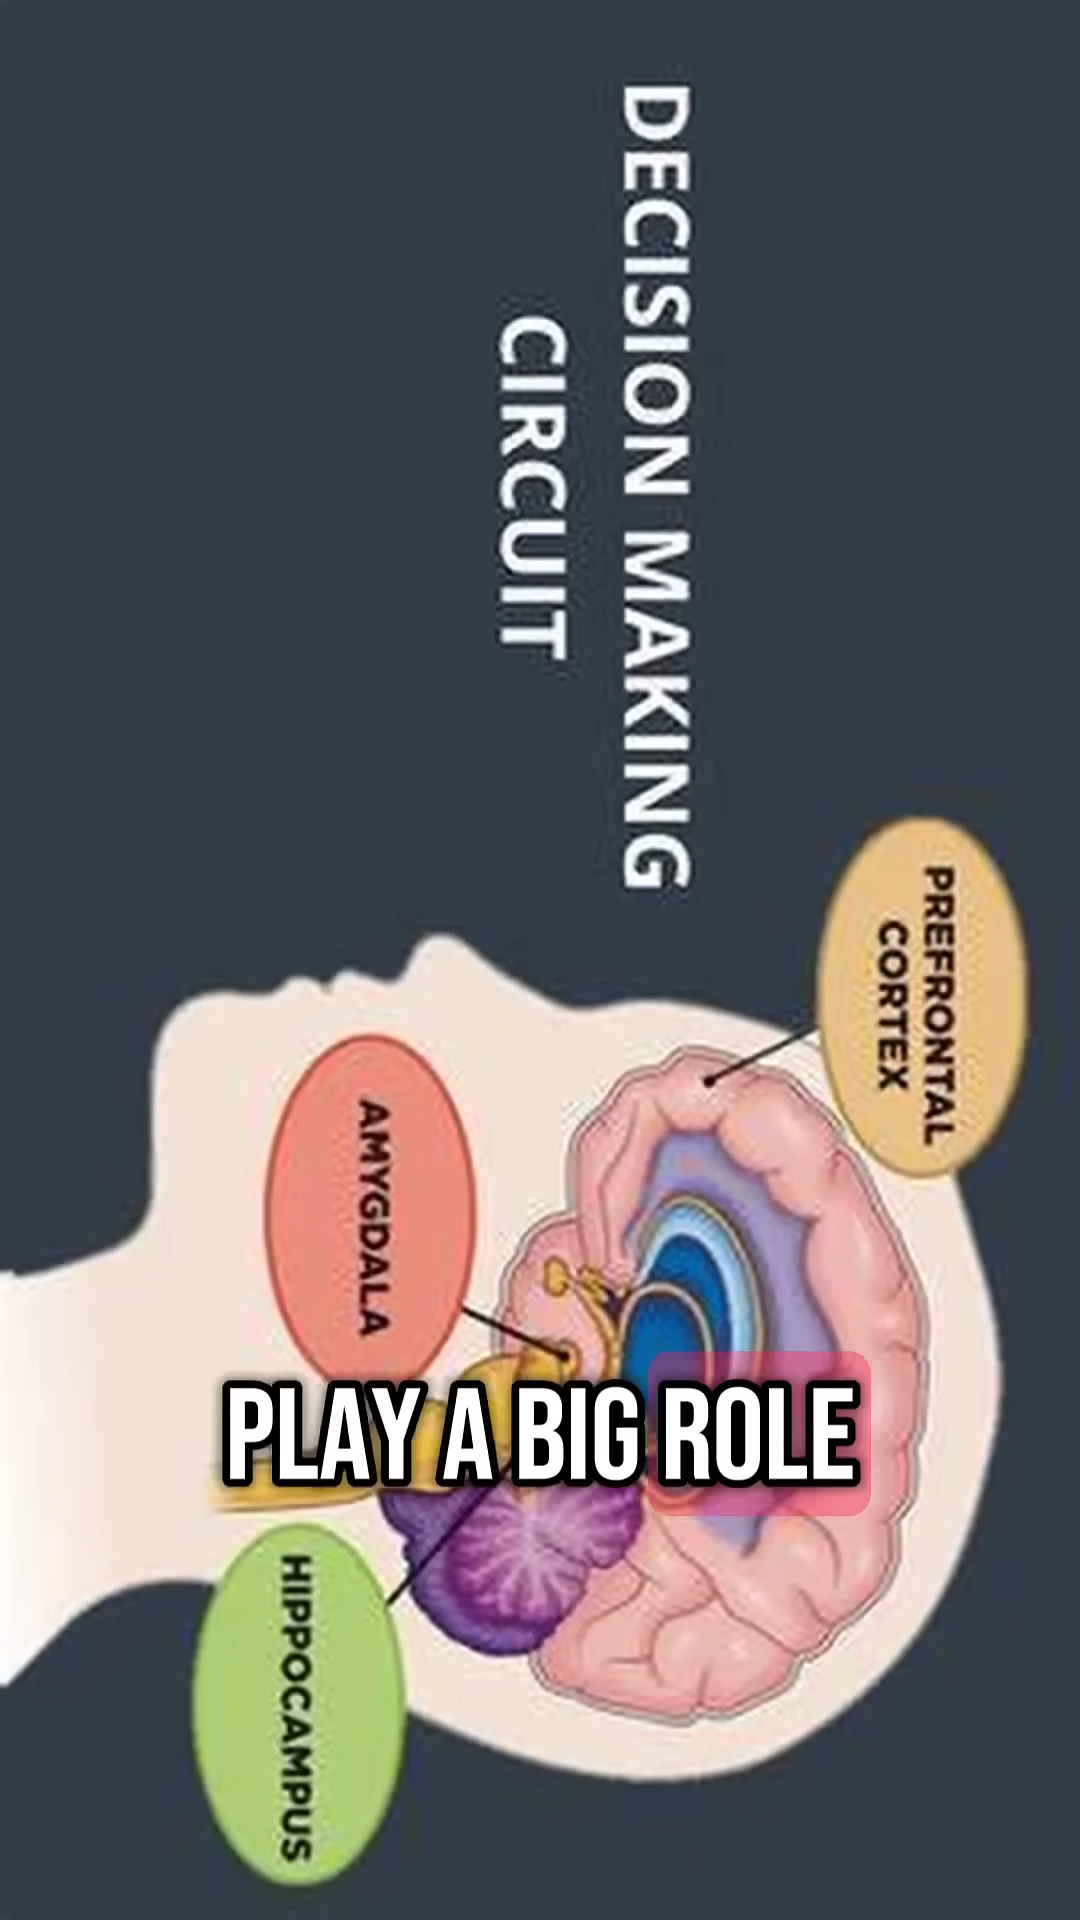 DECISION MAKING
CIRCUIT
PREFRONTAL
CORTEX
AMYGDALA
HIPPOCAMPUS
PLAY A BIG ROLE